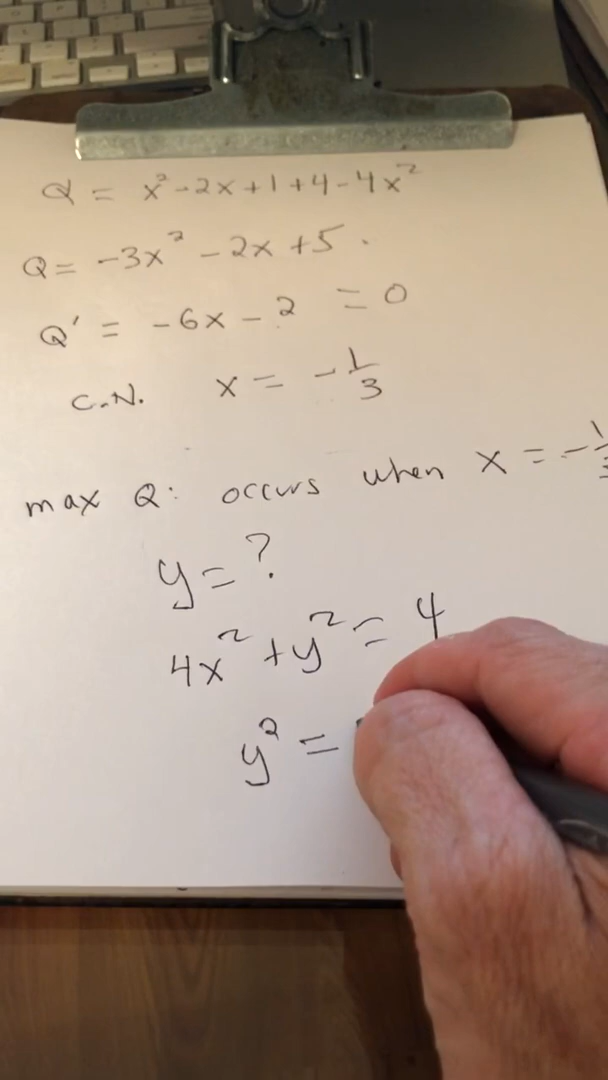 Q = x² - 2x + 1 + 4 - 4x²
Q = -3x² - 2x + 5.
Q' = -6x - 2 = 0
C.N. x = -1/3
max Q: occurs when x = -1/3
y = ?
4x² + y² = 4
y² =